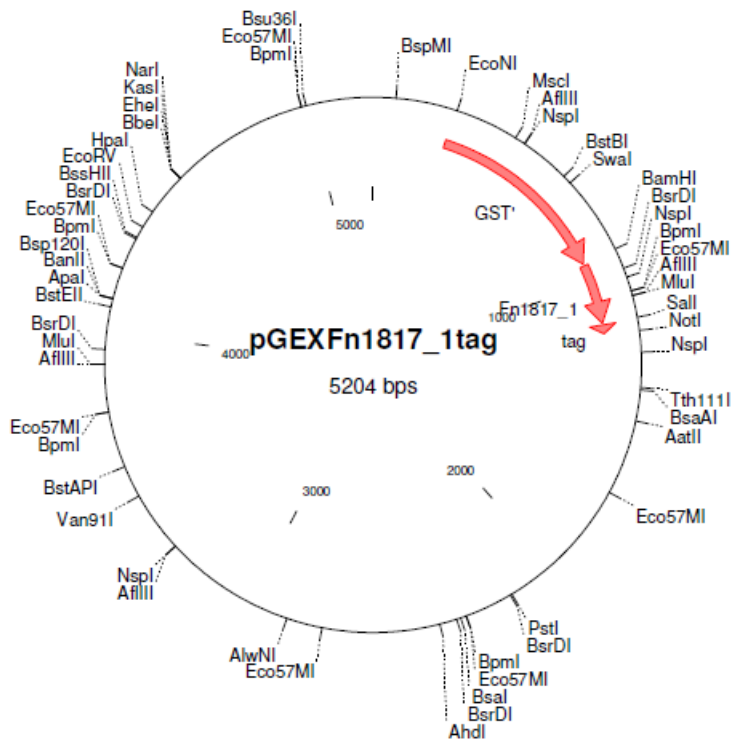 Bsu36I
Eco57MI
BpmI
BspMI
EcoNI
MscI
AflIII
NspI
BstBI
SwaI
BamHI
BsrDI
NspI
BpmI
Eco57MI
AflIII
MluI
SalI
NotI
NspI
Tth111I
BsaAI
AatII
Eco57MI
PstI
BsrDI
BpmI
Eco57MI
BsaI
BsrDI
AhdI
Eco57MI
AlwNI
AflIII
NspI
Van91I
BstAPI
BpmI
Eco57MI
AflIII
MluI
BsrDI
BstEII
ApaI
BanII
Bsp120I
BpmI
Eco57MI
BsrDI
BssHII
EcoRV
HpaI
BbeI
EheI
KasI
NarI
GST'
Fn1817_1
tag
1000
2000
3000
4000
5000
pGEXFn1817_1tag
5204 bps